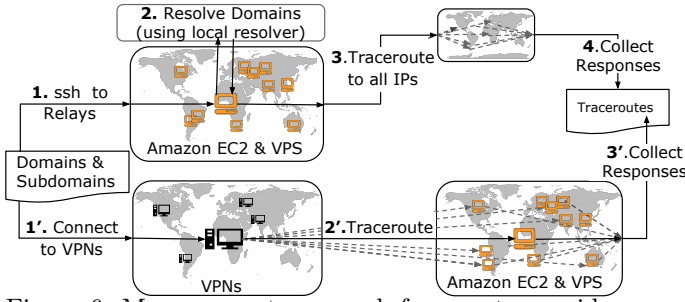 2. Resolve Domains
(using local resolver)
1. ssh to
Relays
Amazon EC2 & VPS
3.Traceroute
to all IPs
4.Collect
Responses
Traceroutes
Domains &
Subdomains
1'. Connect
to VPNs
VPNs
2'.Traceroute
Amazon EC2 & VPS
3'.Collect
Responses